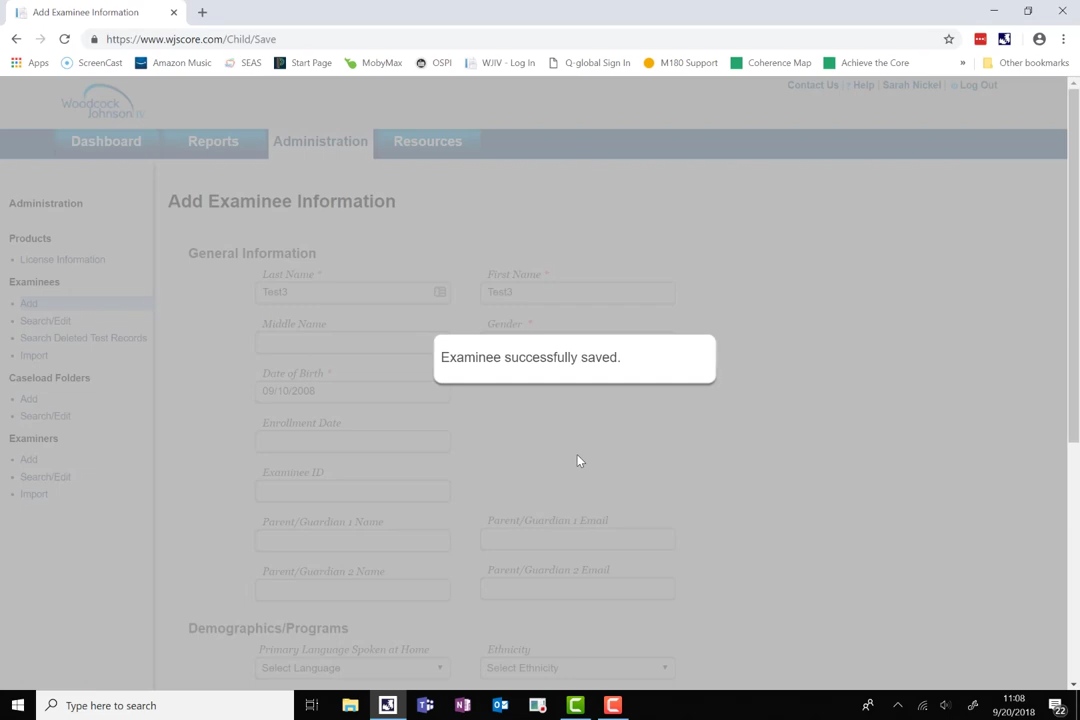 Add Examinee Information
https://www.wjscore.com/Child/Save
Apps ScreenCast Amazon Music SEAS Start Page MobyMax OSPI WJIV - Log In Q-global Sign In M180 Support Coherence Map Achieve the Core » Other bookmarks
Contact Us | Help | Sarah Nickel | Log Out
Woodcock
Johnson IV
Dashboard Reports Administration Resources
Administration
Products
License Information
Examinees
Add
Search/Edit
Search Deleted Test Records
Import
Caseload Folders
Add
Search/Edit
Examiners
Add
Search/Edit
Import
Add Examinee Information
General Information
Last Name * First Name *
Test3 Test3
Middle Name Gender *
Examinee successfully saved.
Date of Birth *
09/10/2008
Enrollment Date
Examinee ID
Parent/Guardian 1 Name Parent/Guardian 1 Email
Parent/Guardian 2 Name Parent/Guardian 2 Email
Demographics/Programs
Primary Language Spoken at Home Ethnicity
Select Language Select Ethnicity
Type here to search
11:08
9/20/2018
22